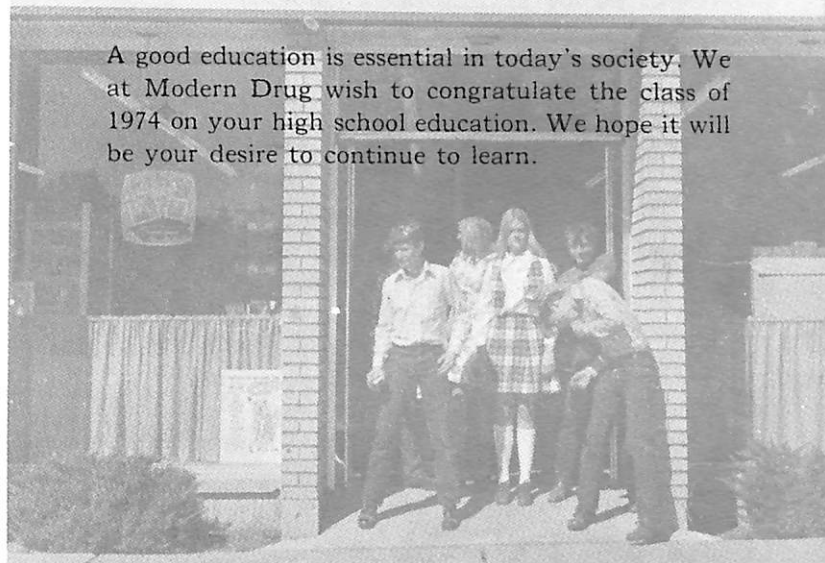 A good education is essential in today's society. We
at Modern Drug wish to congratulate the class of
1974 on your high school education. We hope it will
be your desire to continue to learn.